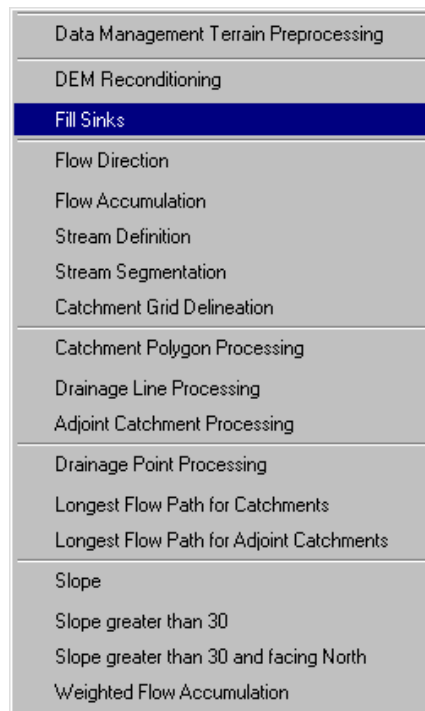 Data Management Terrain Preprocessing
DEM Reconditioning
Fill Sinks
Flow Direction
Flow Accumulation
Stream Definition
Stream Segmentation
Catchment Grid Delineation
Catchment Polygon Processing
Drainage Line Processing
Adjoint Catchment Processing
Drainage Point Processing
Longest Flow Path for Catchments
Longest Flow Path for Adjoint Catchments
Slope
Slope greater than 30
Slope greater than 30 and facing North
Weighted Flow Accumulation